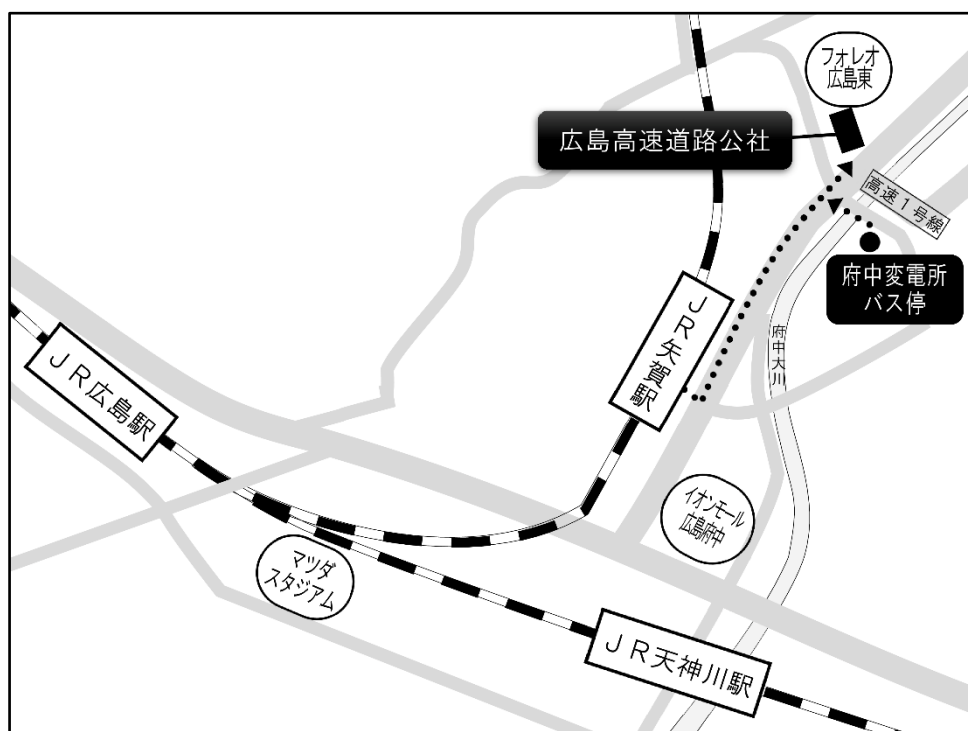 フォレオ
広島東
広島高速道路公社
高速1号線
府中変電所
バス停
府中大川
JR矢賀駅
JR広島駅
イオンモール
広島府中
マツダ
スタジアム
JR天神川駅